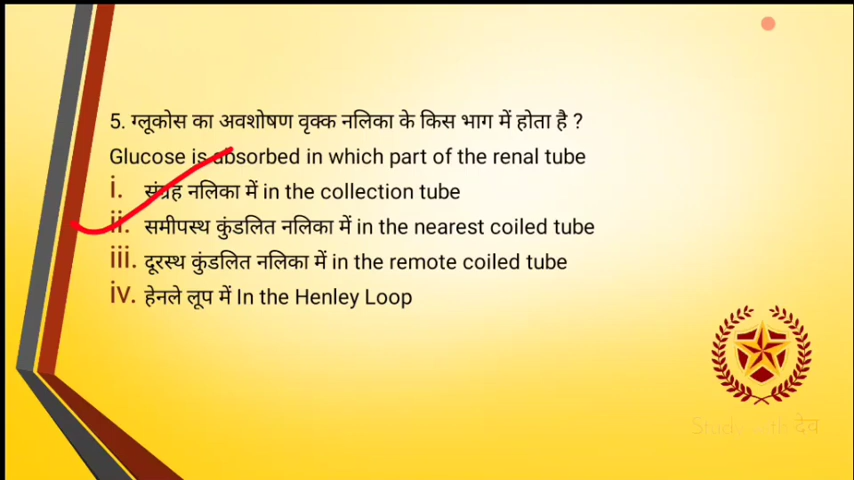 5. ग्लूकोस का अवशोषण वृक्क नलिका के किस भाग में होता है ?
Glucose is absorbed in which part of the renal tube
i. संग्रह नलिका में in the collection tube
ii. समीपस्थ कुंडलित नलिका में in the nearest coiled tube
iii. दूरस्थ कुंडलित नलिका में in the remote coiled tube
iv. हेनले लूप में In the Henley Loop
देव